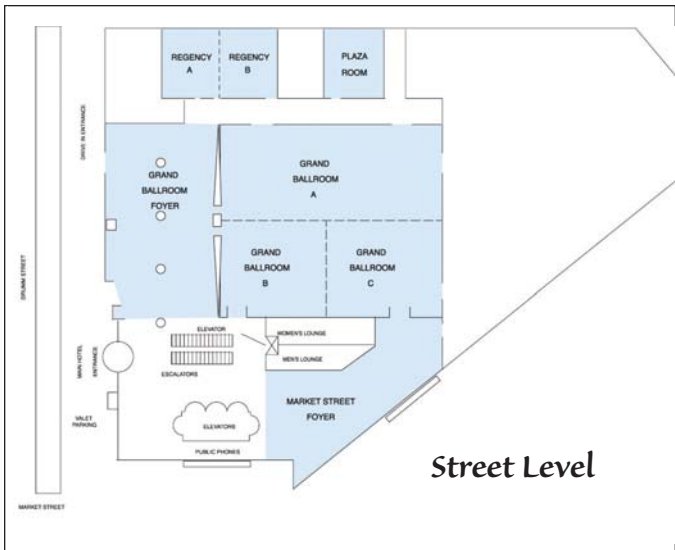 REGENCY
A
REGENCY
B
PLAZA
ROOM
DRIVE IN ENTRANCE
GRAND
BALLROOM
FOYER
GRAND
BALLROOM
A
GRAND
BALLROOM
B
GRAND
BALLROOM
C
DRUMM STREET
ELEVATOR
WOMEN'S LOUNGE
MEN'S LOUNGE
MAIN HOTEL
ENTRANCE
ESCALATORS
MARKET STREET
FOYER
VALET
PARKING
ELEVATORS
PUBLIC PHONES
Street Level
MARKET STREET